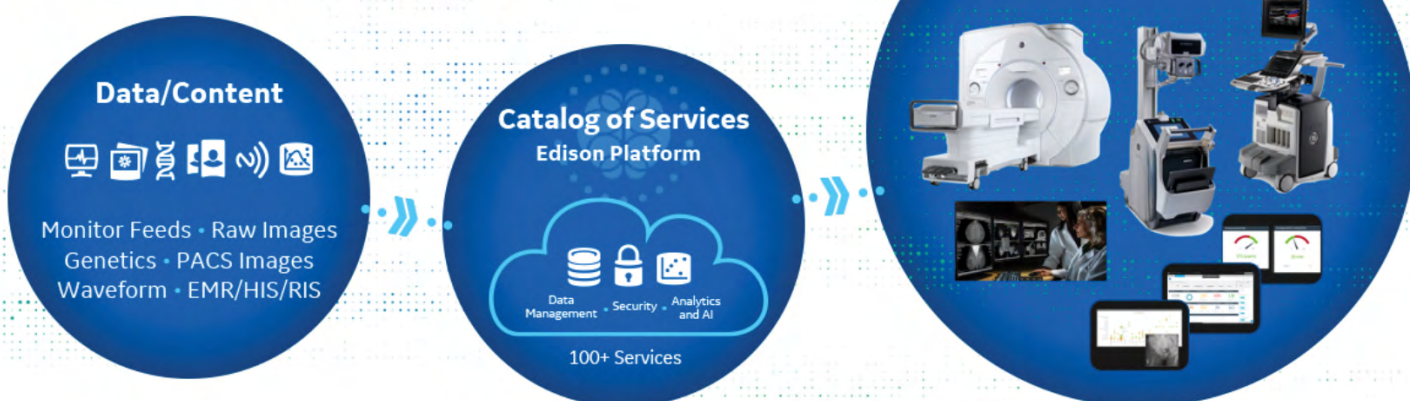 Data/Content
Monitor Feeds • Raw Images
Genetics • PACS Images
Waveform • EMR/HIS/RIS
Catalog of Services
Edison Platform
Data
Management • Security • Analytics
and AI
100+ Services